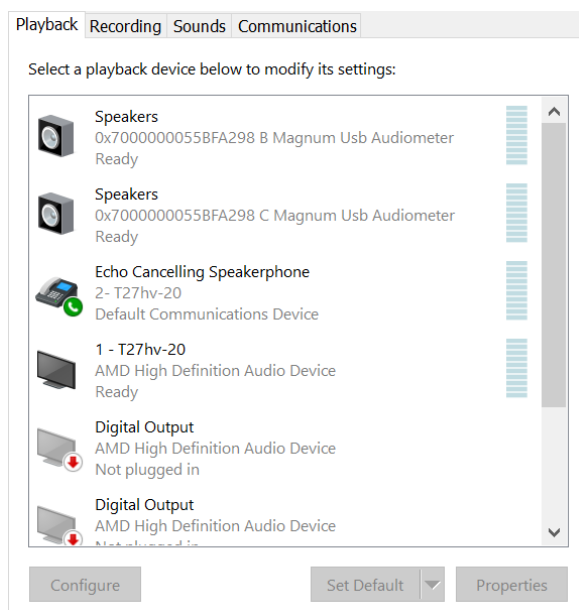 Playback Recording Sounds Communications
Select a playback device below to modify its settings:
Speakers
0x7000000055BFA298 B Magnum Usb Audiometer
Ready
Speakers
0x7000000055BFA298 C Magnum Usb Audiometer
Ready
Echo Cancelling Speakerphone
2- T27hv-20
Default Communications Device
1 - T27hv-20
AMD High Definition Audio Device
Ready
Digital Output
AMD High Definition Audio Device
Not plugged in
Digital Output
AMD High Definition Audio Device
Configure Set Default Properties